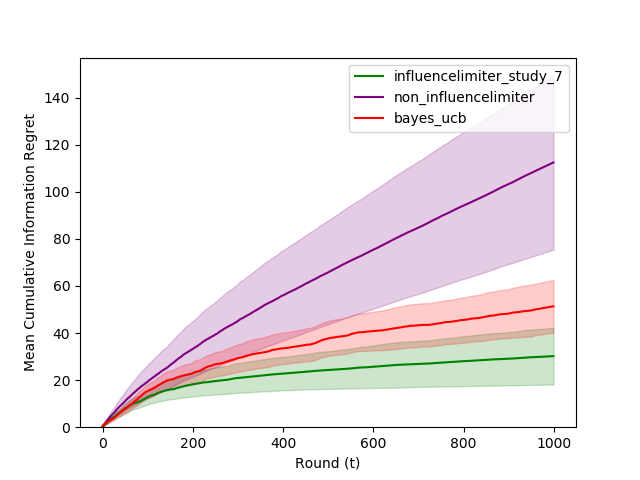 influencelimiter_study_7
non_influencelimiter
bayes_ucb
Mean Cumulative Information Regret
140
120
100
80
60
40
20
0
0 200 400 600 800 1000
Round (t)